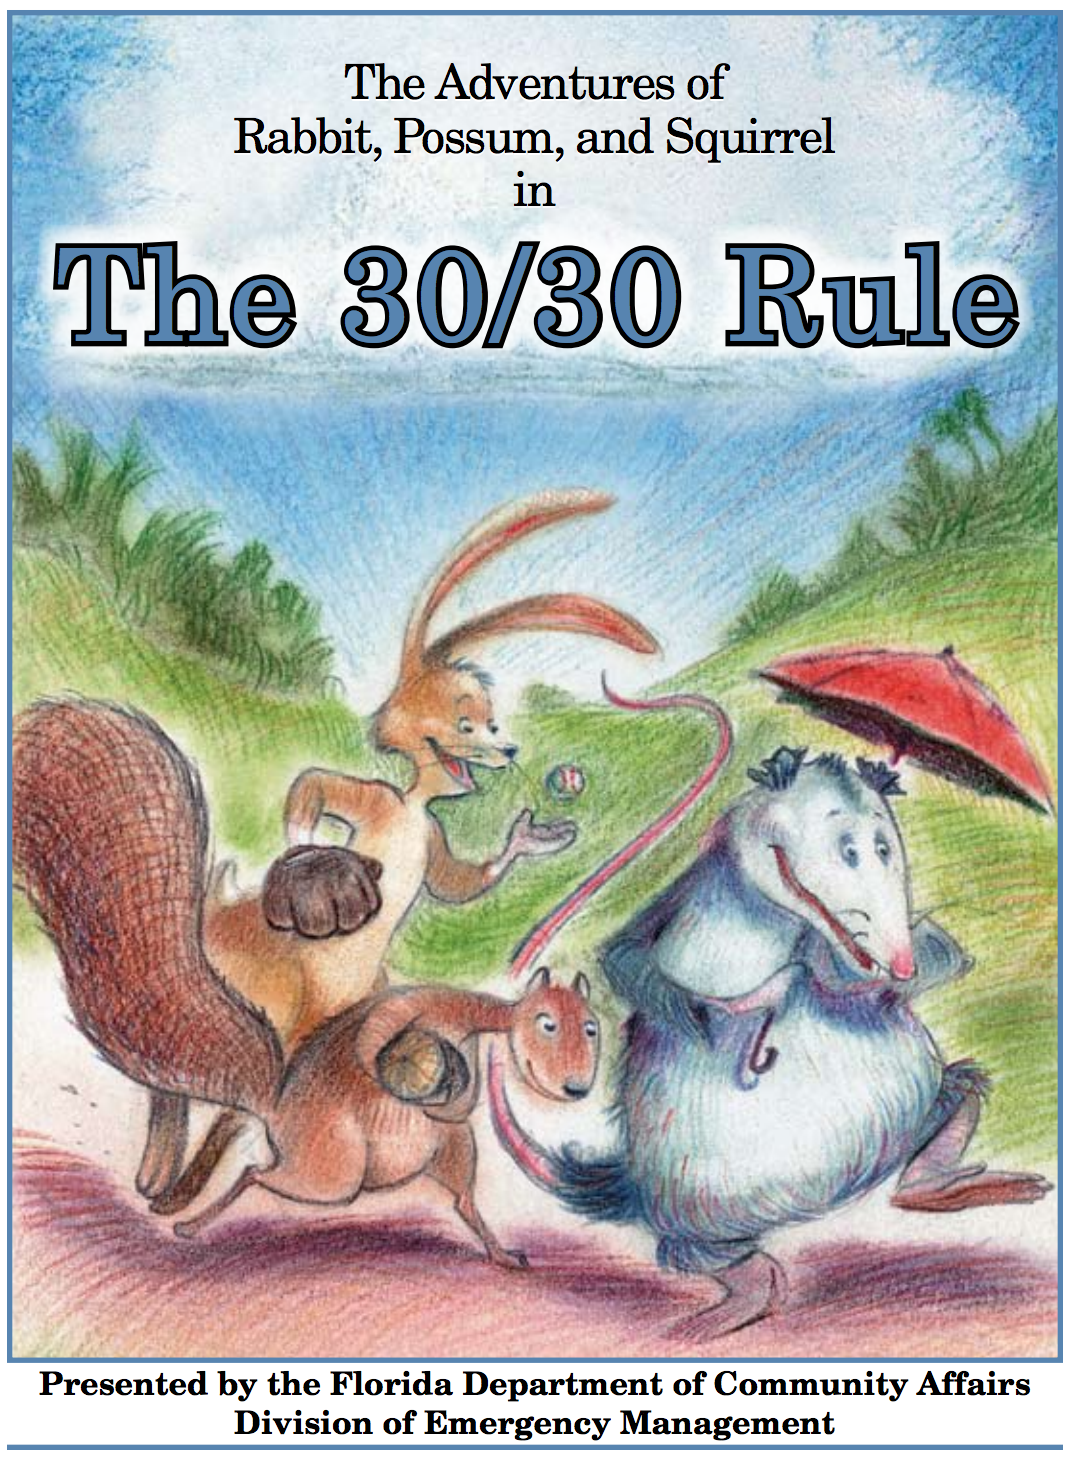 The Adventures of
Rabbit, Possum, and Squirrel
in
The 30/30 Rule
Presented by the Florida Department of Community Affairs
Division of Emergency Management